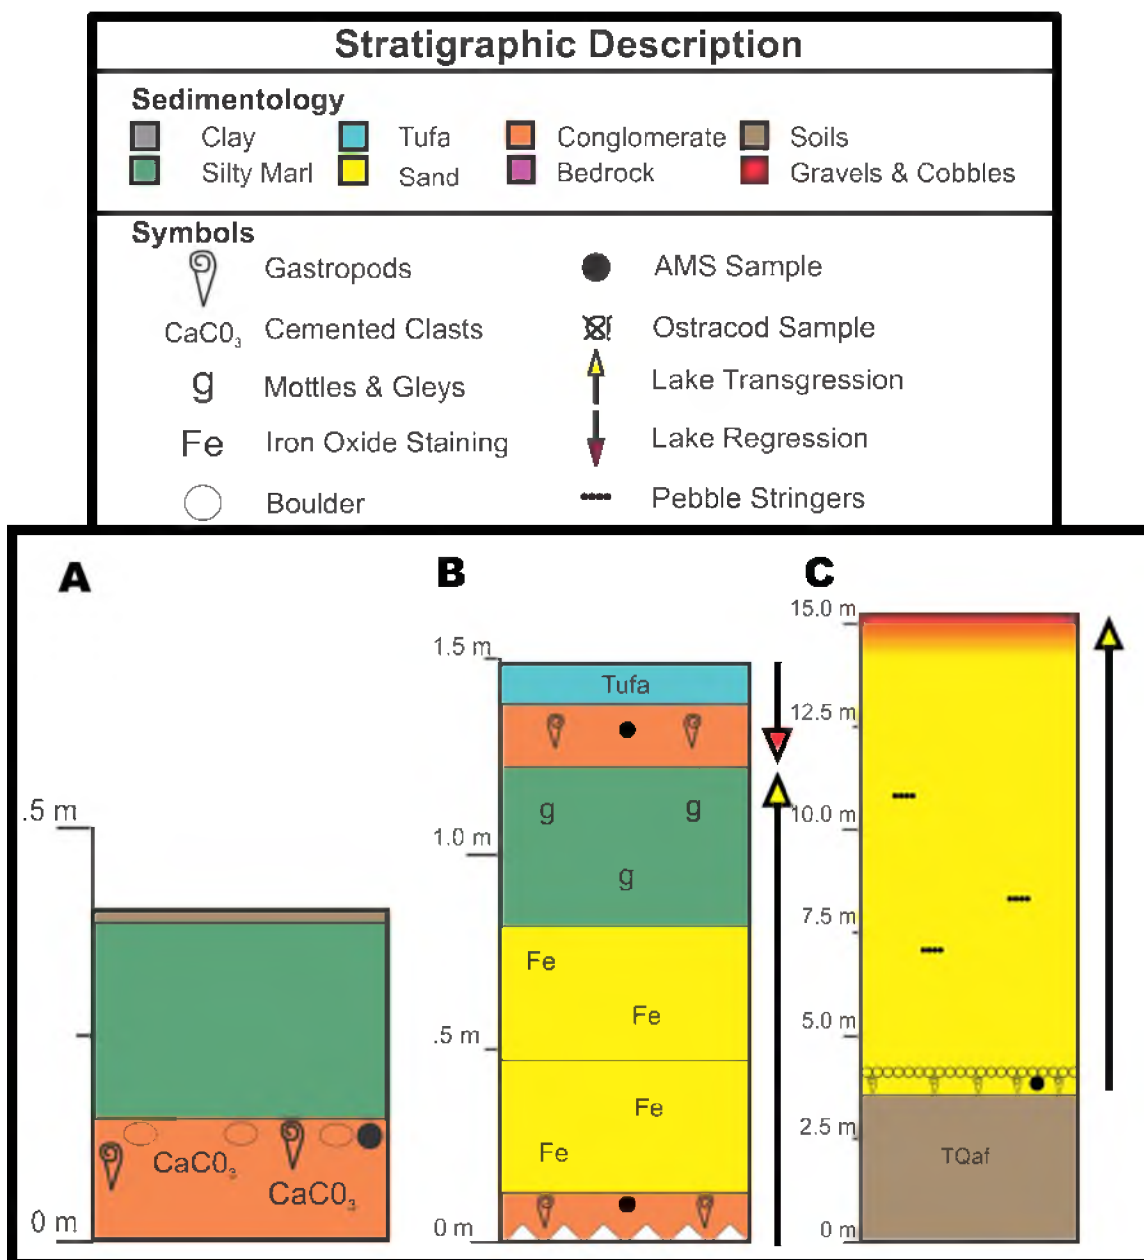 Stratigraphic Description
Sedimentology
Clay Tufa Conglomerate Soils
Silty Marl Sand Bedrock Gravels & Cobbles
Symbols
Gastropods AMS Sample
CaC0₃ Cemented Clasts Ostracod Sample
g Mottles & Gleys Lake Transgression
Fe Iron Oxide Staining Lake Regression
Boulder Pebble Stringers
A
.5 m
CaC0₃
CaC0₃
0 m
B
1.5 m
Tufa
g g
1.0 m
g
Fe
Fe
.5 m
Fe
Fe
0 m
C
15.0 m
12.5 m
10.0 m
7.5 m
5.0 m
2.5 m
TQaf
0 m